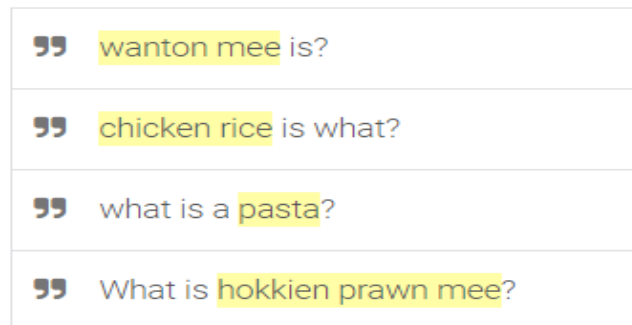 wanton mee is?
chicken rice is what?
what is a pasta?
What is hokkien prawn mee?